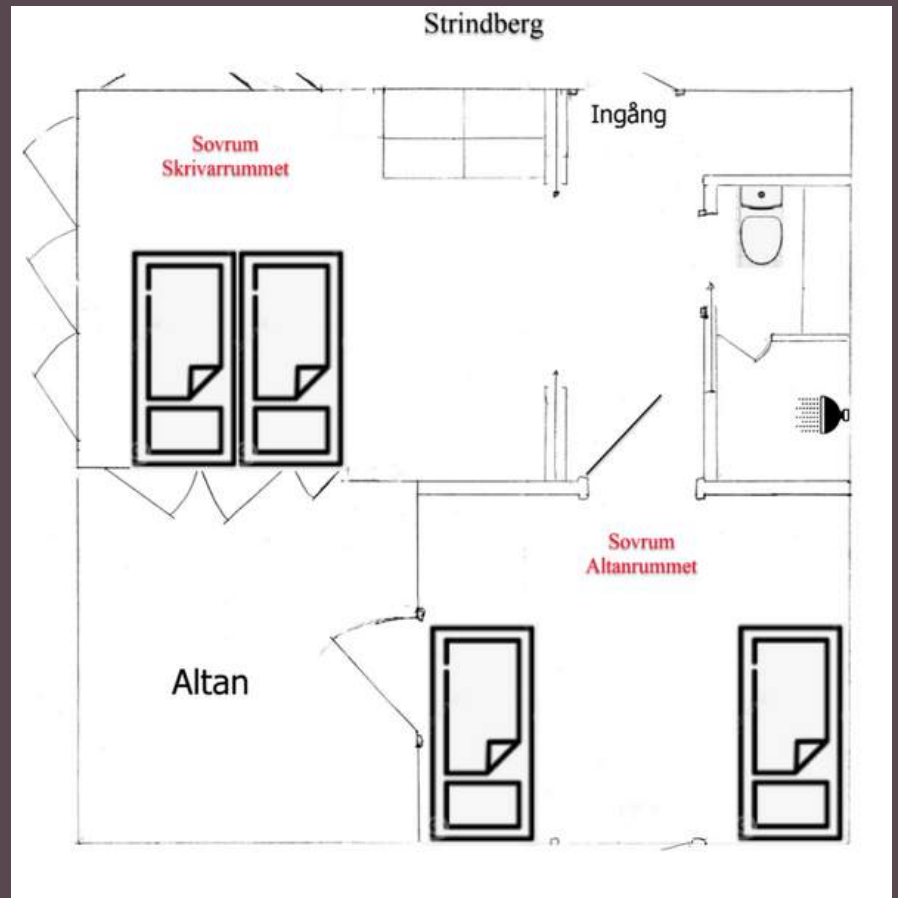 Strindberg
Ingång
Sovrum
Skrivarrummet
Sovrum
Altanrummet
Altan